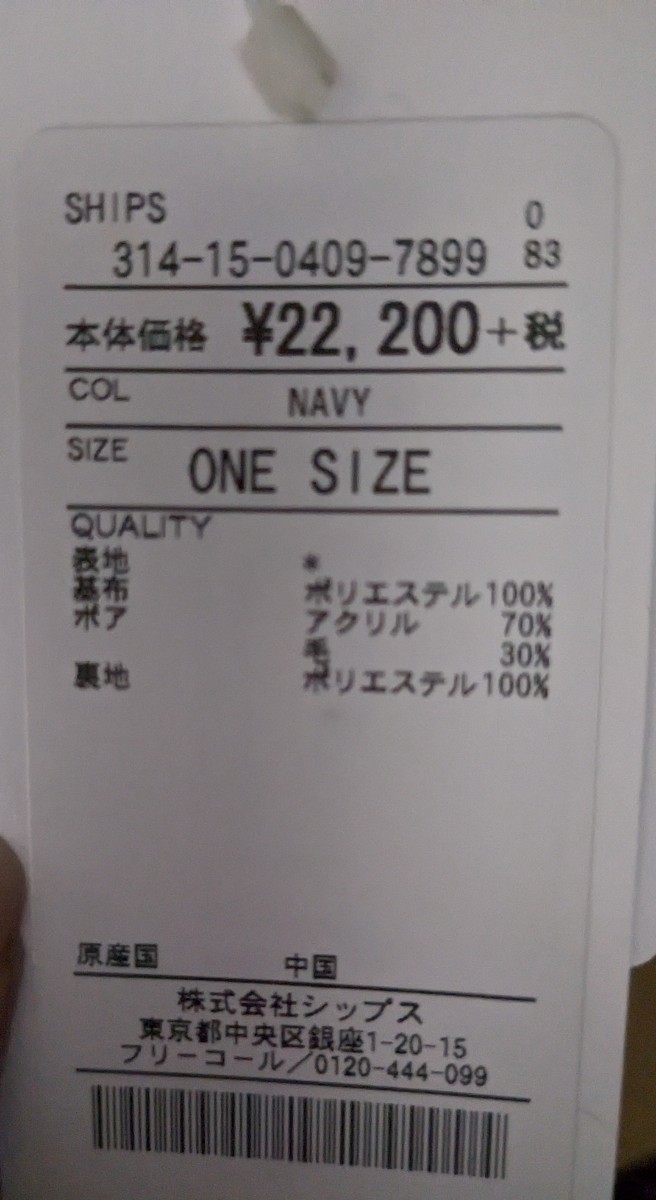 SHIPS 0
314-15-0409-7899 83
本体価格 ¥22,200+税
COL NAVY
SIZE ONE SIZE
QUALITY
表地 *
基布 ポリエステル100%
ボア アクリル 70%
毛 30%
裏地 ポリエステル100%
原産国 中国
株式会社シップス
東京都中央区銀座1-20-15
フリーコール/0120-444-099